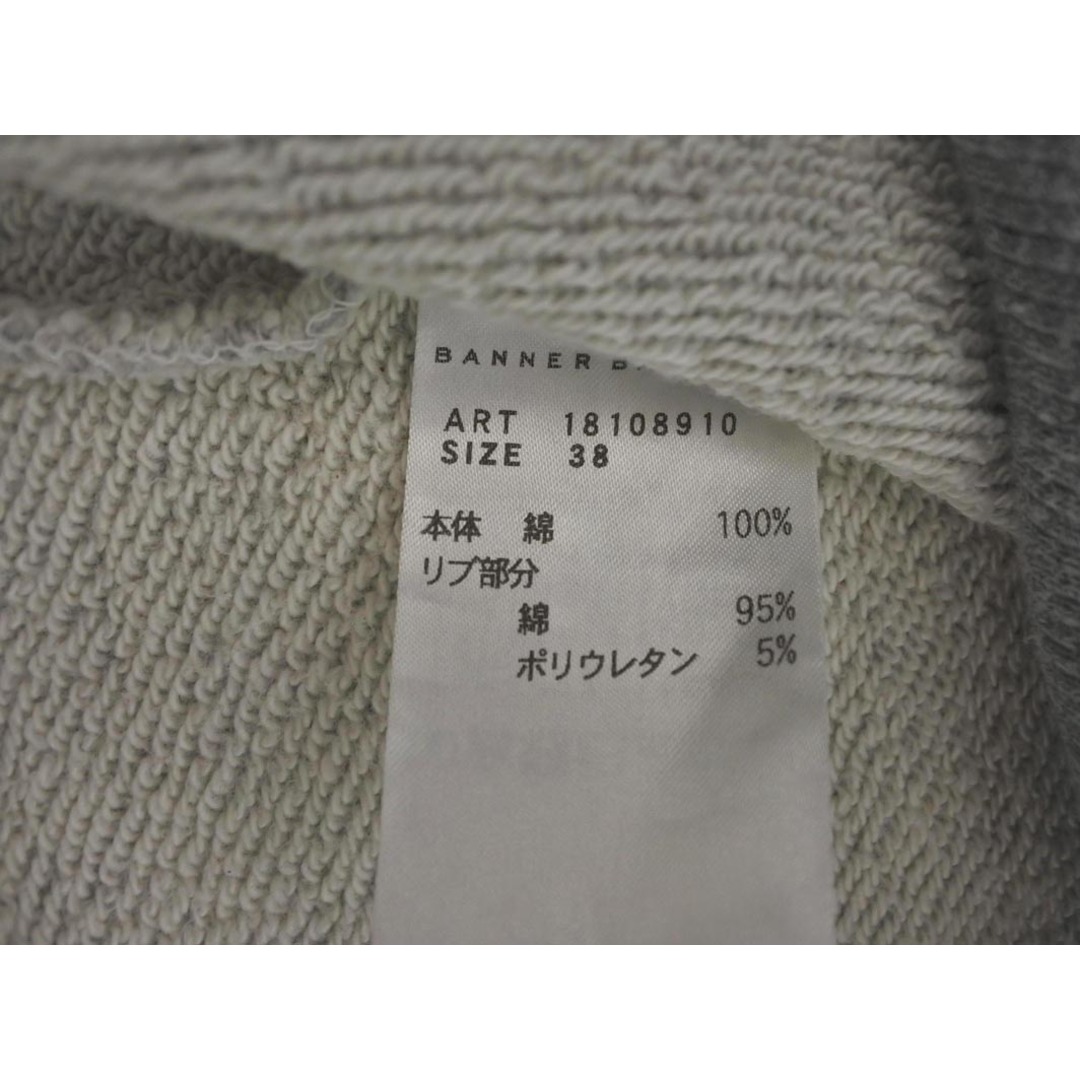 BANNER
ART 18108910
SIZE 38
本体 綿 100%
リブ部分
綿 95%
ポリウレタン 5%